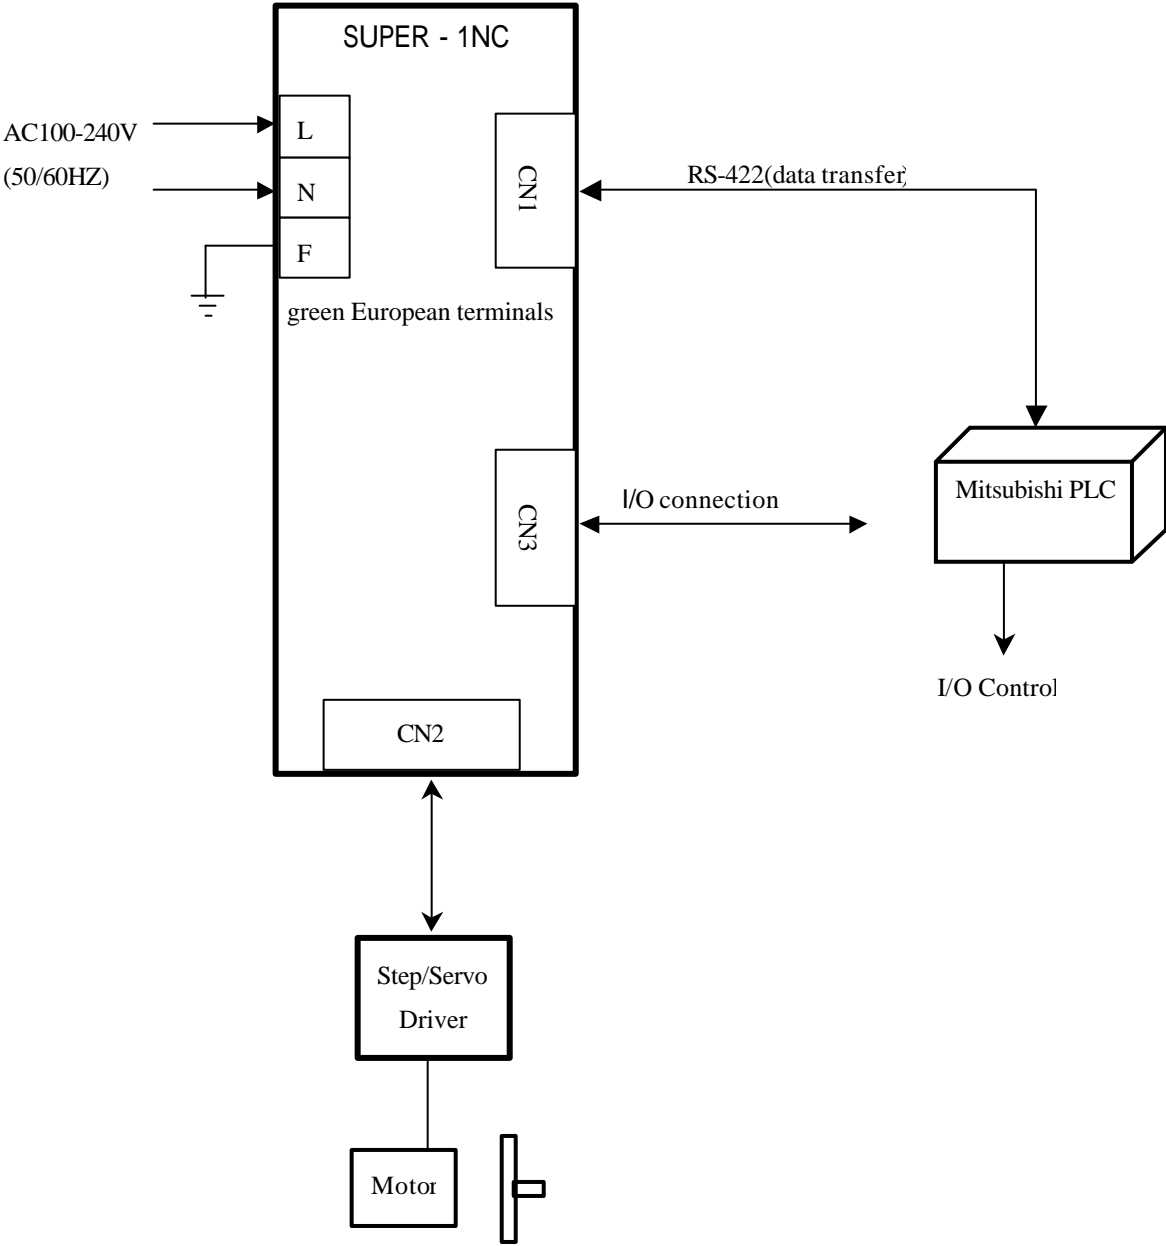 SUPER - 1NC
AC100-240V
(50/60HZ)
L
N
F
CN1
RS-422(data transfer)
green European terminals
CN3
I/O connection
Mitsubishi PLC
I/O Control
CN2
Step/Servo
Driver
Motor